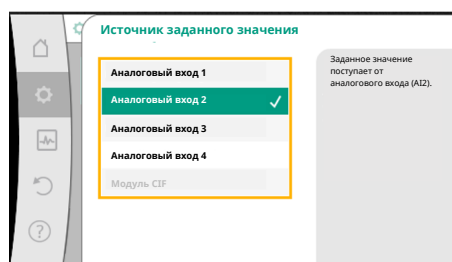 Источник заданного значения
Аналоговый вход 1
Аналоговый вход 2
Аналоговый вход 3
Аналоговый вход 4
Модуль CIF
Заданное значение
поступает от
аналогового входа (AI2).